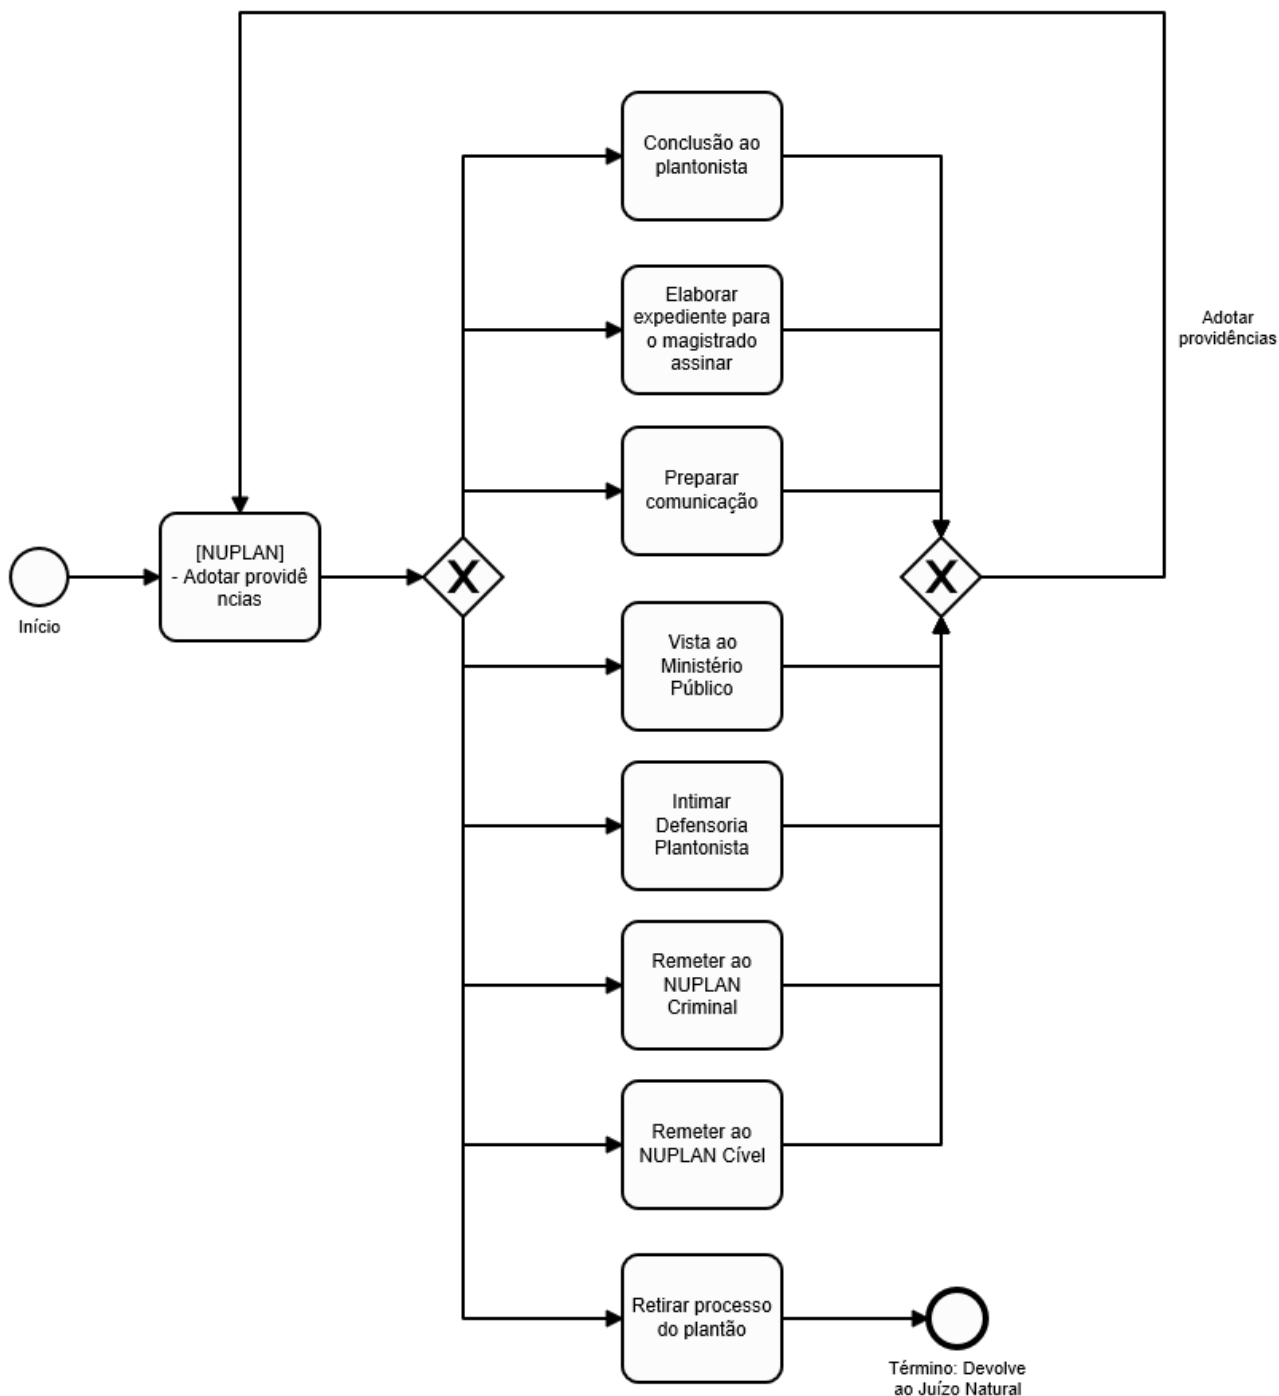 Conclusão ao
plantonista
Elaborar
expediente para
o magistrado
assinar
Adotar
providências
Preparar
comunicação
[NUPLAN]
- Adotar providê
ncias
X
X
Início
Vista ao
Ministério
Público
Intimar
Defensoria
Plantonista
Remeter ao
NUPLAN
Criminal
Remeter ao
NUPLAN Cível
Retirar processo
do plantão
Término: Devolve
ao Juízo Natural